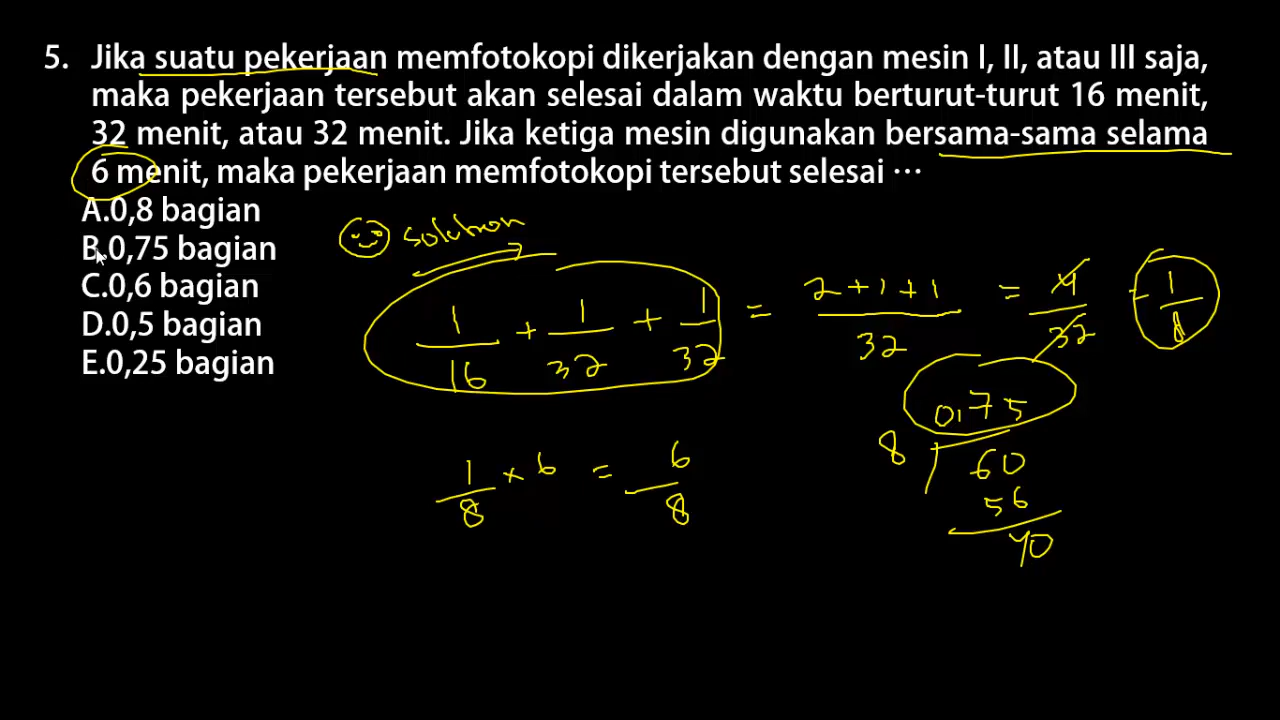 5. Jika suatu pekerjaan memfotokopi dikerjakan dengan mesin I, II, atau III saja,
maka pekerjaan tersebut akan selesai dalam waktu berturut-turut 16 menit,
32 menit, atau 32 menit. Jika ketiga mesin digunakan bersama-sama selama
6 menit, maka pekerjaan memfotokopi tersebut selesai ⋯
A.0,8 bagian
B.0,75 bagian
C.0,6 bagian
D.0,5 bagian
E.0,25 bagian
solution
1/16 + 1/32 + 1/32 = 2+1+1/32 = 4/32 = 1/8
0,75
8 60
56
40
1/8 × 6 = 6/8